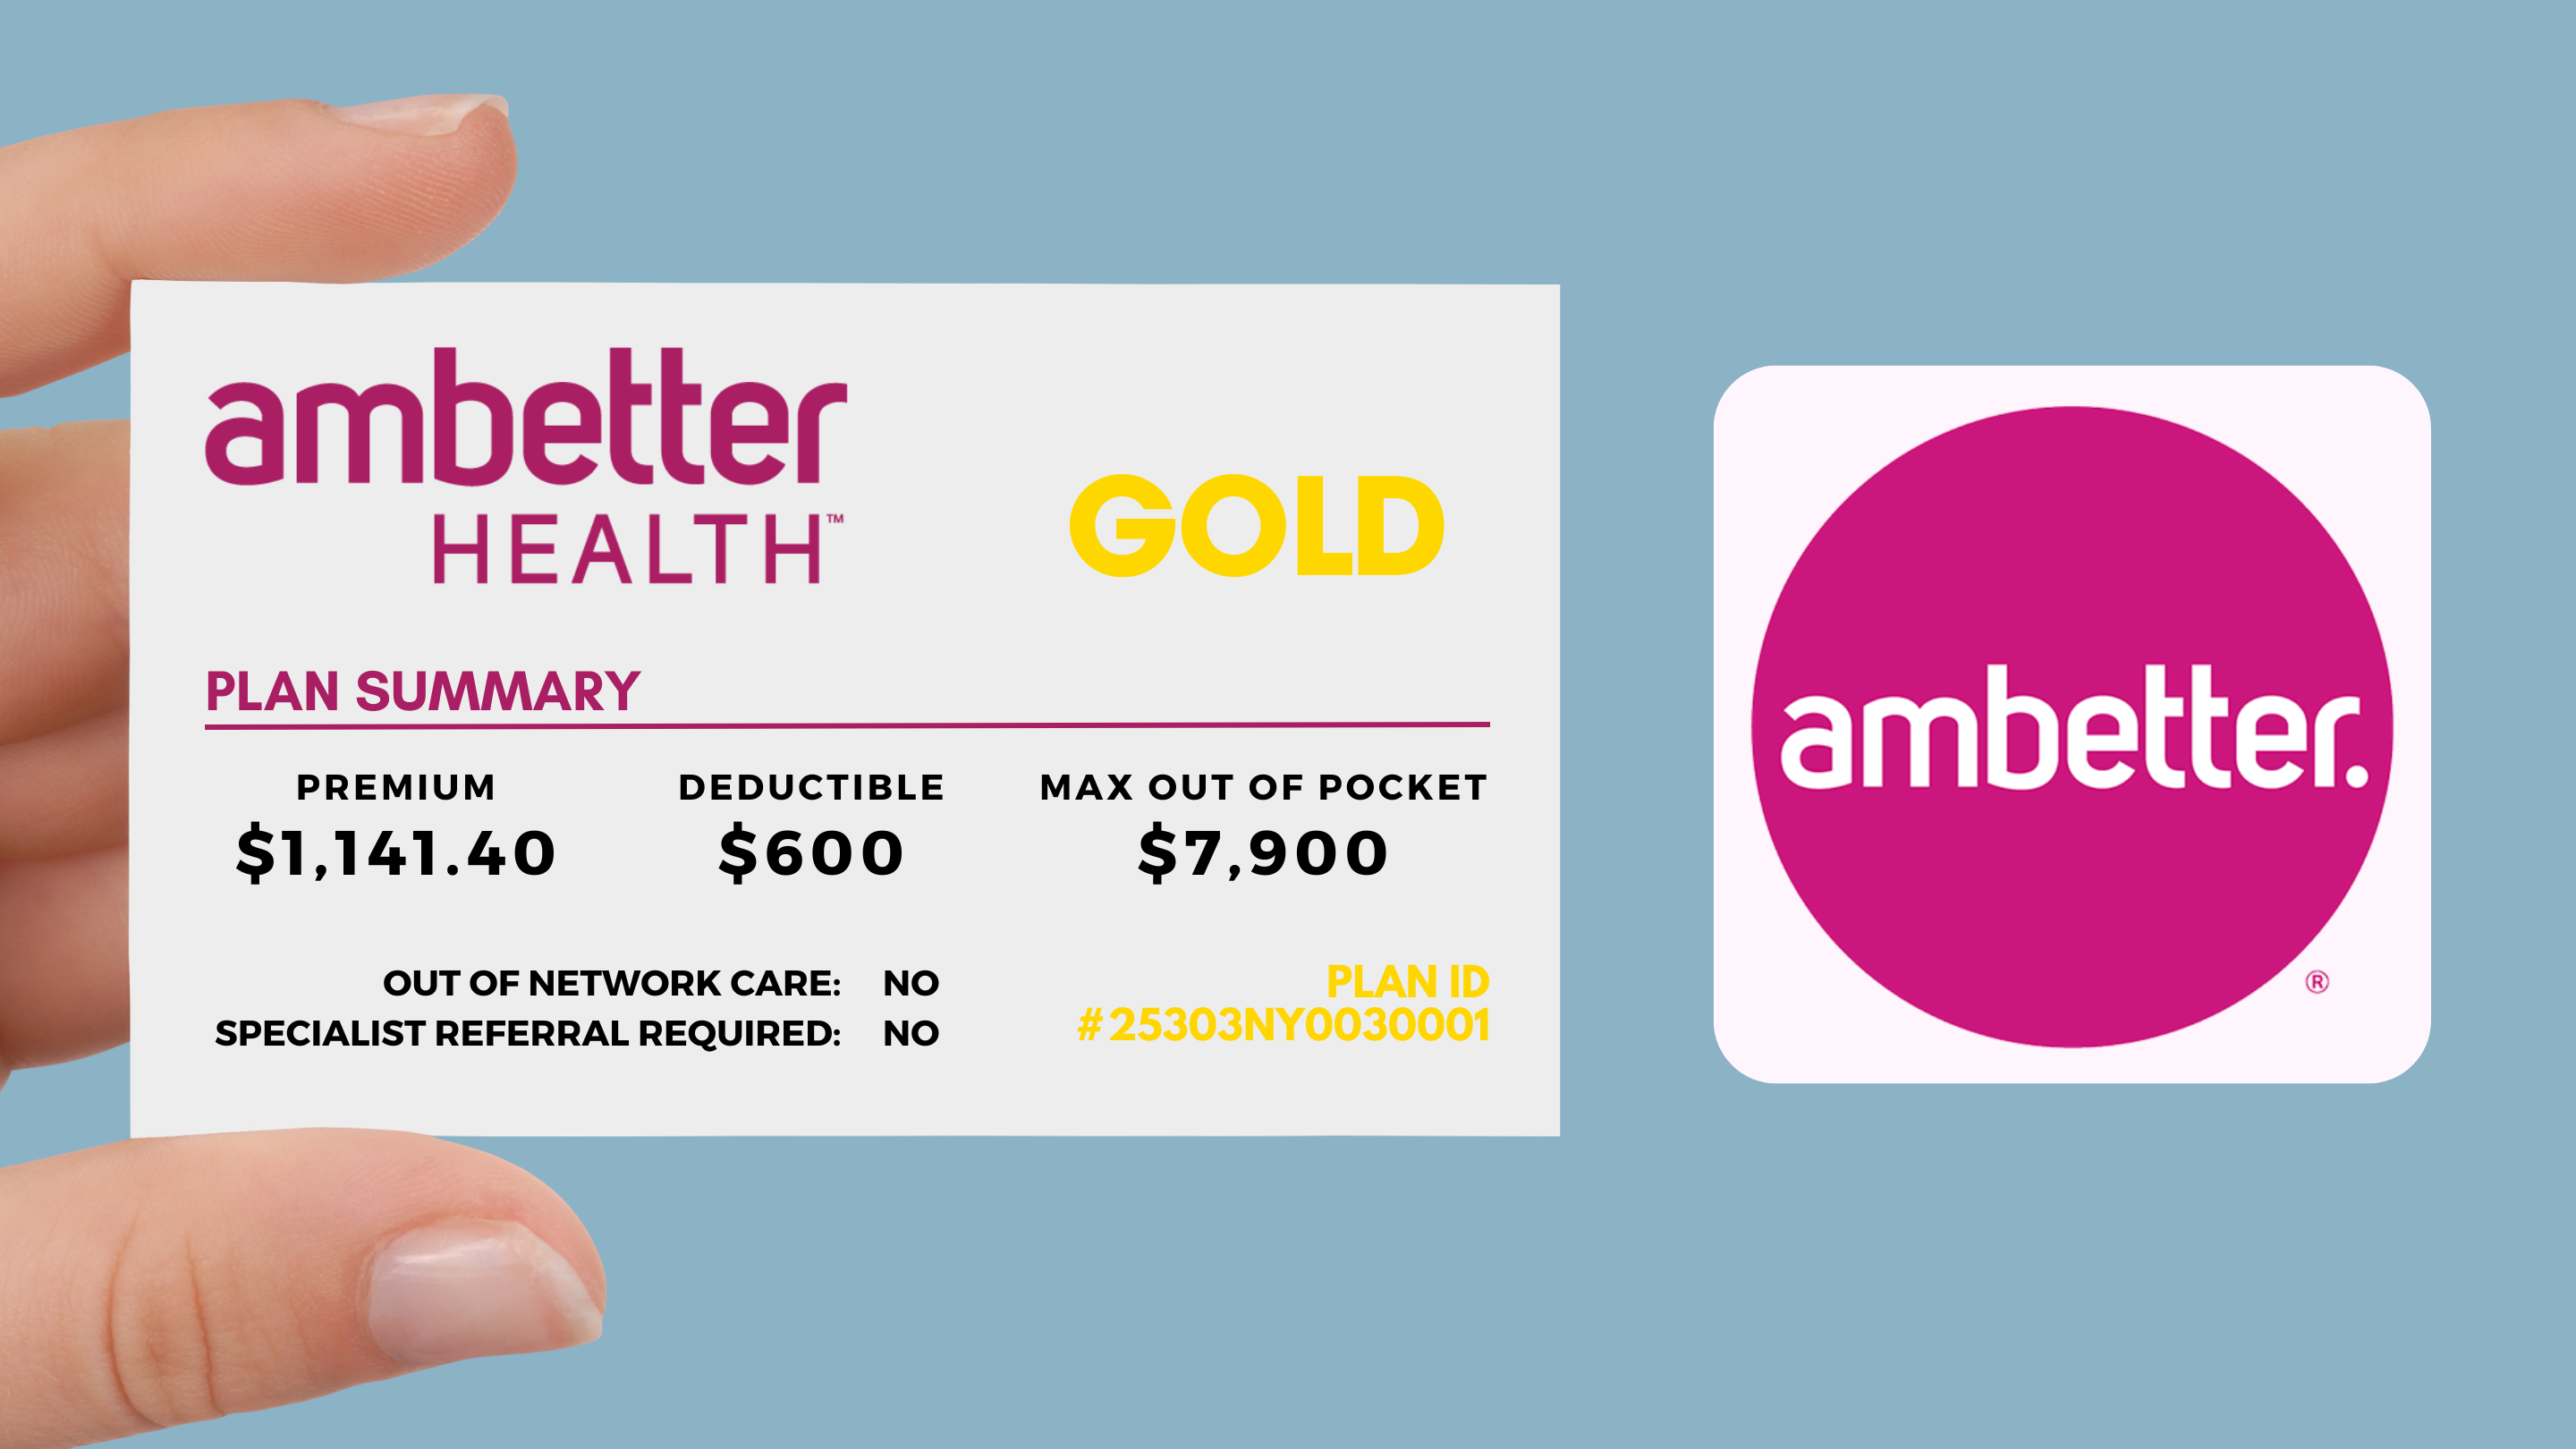 ambetter
HEALTH™
GOLD
PLAN SUMMARY
PREMIUM
$1,141.40
DEDUCTIBLE
$600
MAX OUT OF POCKET
$7,900
OUT OF NETWORK CARE: NO
SPECIALIST REFERRAL REQUIRED: NO
PLAN ID
#25303NY0030001
ambetter.
®